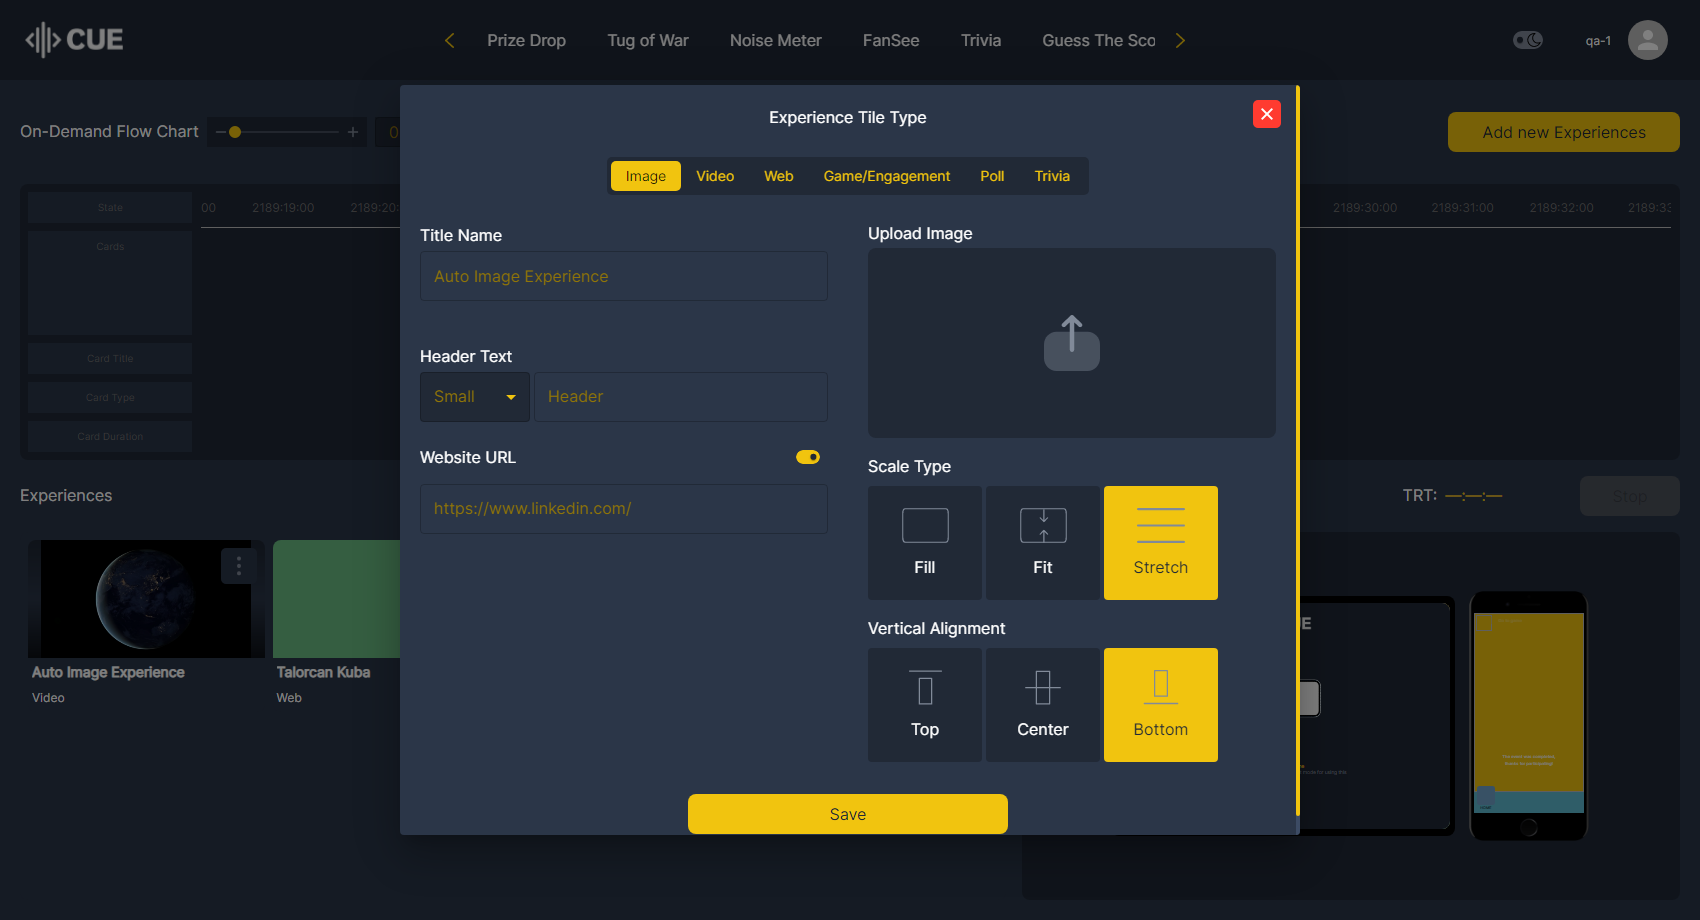 CUE
Prize Drop
Tug of War
Noise Meter
FanSee
Trivia
Guess The Sco
qa-1
On-Demand Flow Chart
0
Add new Experiences
State
00
2189:19:00
2189:20:
2189:30:00
2189:31:00
2189:32:00
2189:33
Cards
Card Title
Card Type
Card Duration
Experience Tile Type
Image
Video
Web
Game/Engagement
Poll
Trivia
Title Name
Auto Image Experience
Header Text
Small
Header
Website URL
https://www.linkedin.com/
Upload Image
Scale Type
Fill
Fit
Stretch
Vertical Alignment
Top
Center
Bottom
Save
Experiences
TRT: —:—:—
Stop
Auto Image Experience
Video
Talorcan Kuba
Web